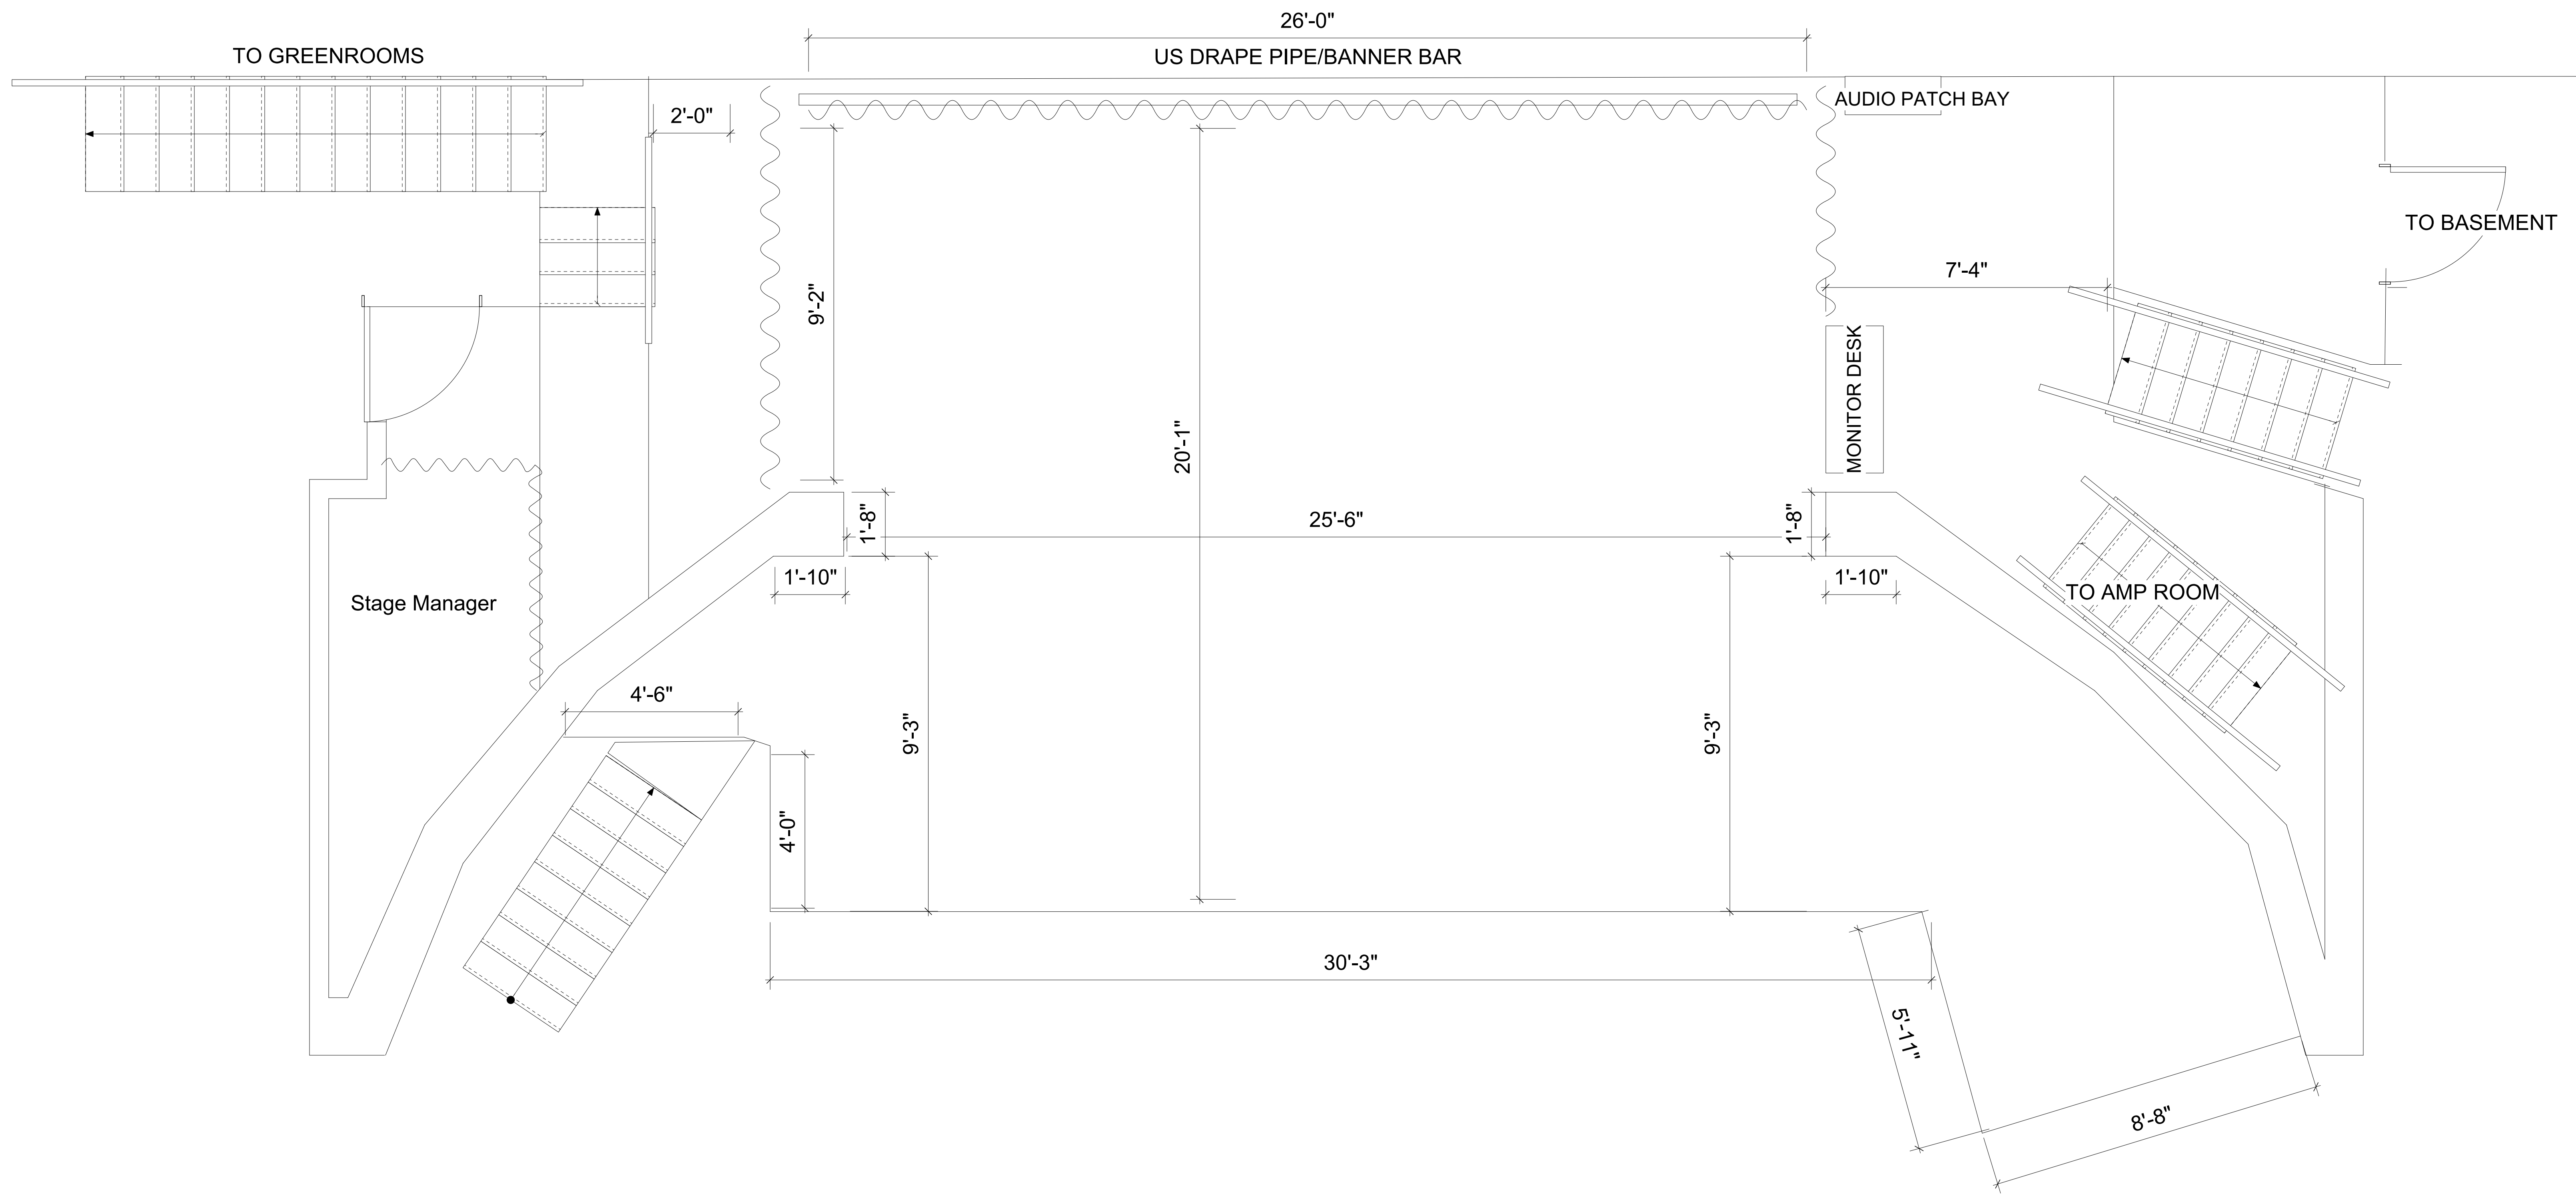 26'-0"
TO GREENROOMS
US DRAPE PIPE/BANNER BAR
AUDIO PATCH BAY
2'-0"
TO BASEMENT
7'-4"
9'-2"
MONITOR DESK
20'-1"
1'-8"
25'-6"
1'-8"
1'-10"
1'-10"
TO AMP ROOM
Stage Manager
4'-6"
9'-3"
9'-3"
4'-0"
30'-3"
5'-11"
8'-8"